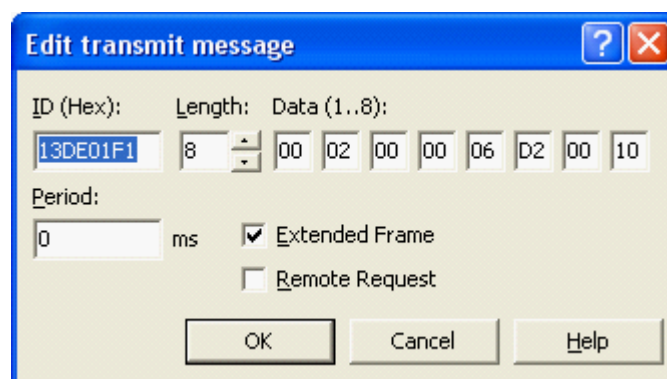 Edit transmit message
ID (Hex): Length: Data (1..8):
13DE01F1 8 00 02 00 00 06 D2 00 10
Period:
0 ms Extended Frame
Remote Request
OK Cancel Help